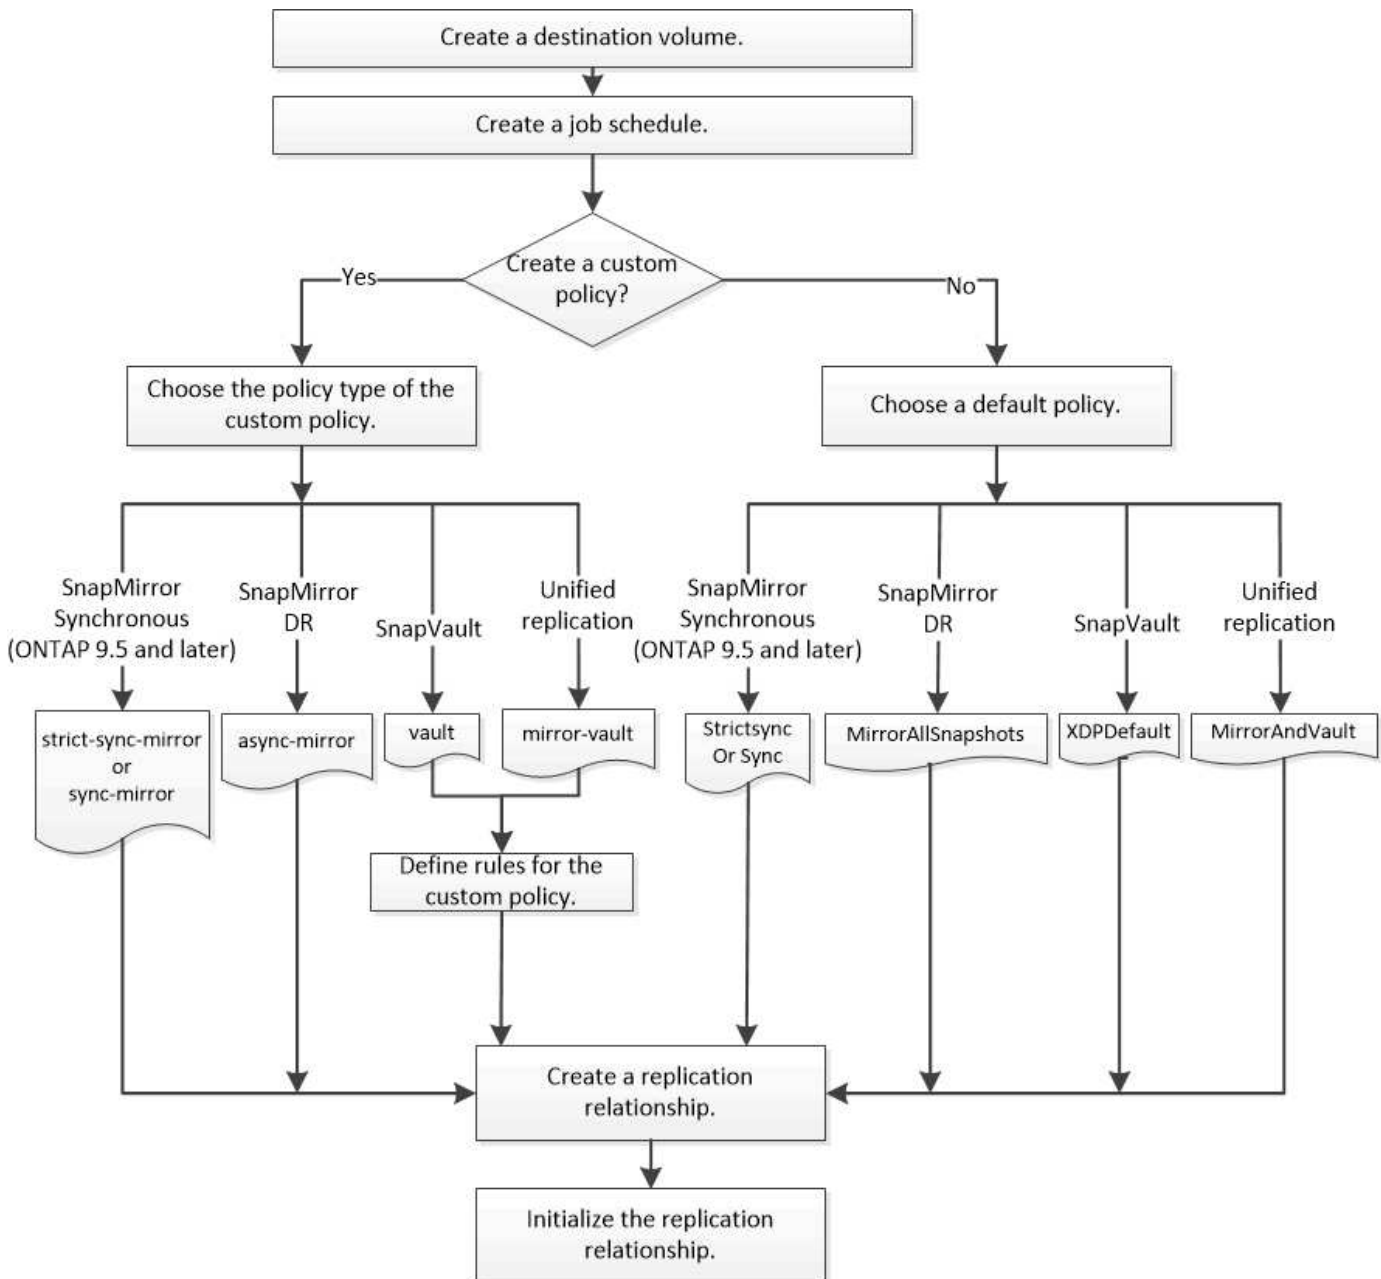 Create a destination volume.
Create a job schedule.
Create a custom
policy?
Yes
No
Choose the policy type of the
custom policy.
Choose a default policy.
SnapMirror
Synchronous
(ONTAP 9.5 and later)
SnapMirror
DR
SnapVault
Unified
replication
SnapMirror
Synchronous
(ONTAP 9.5 and later)
SnapMirror
DR
SnapVault
Unified
replication
strict-sync-mirror
or
sync-mirror
async-mirror
vault
mirror-vault
Strictsync
Or Sync
MirrorAllSnapshots
XDPDefault
MirrorAndVault
Define rules for the
custom policy.
Create a replication
relationship.
Initialize the replication
relationship.